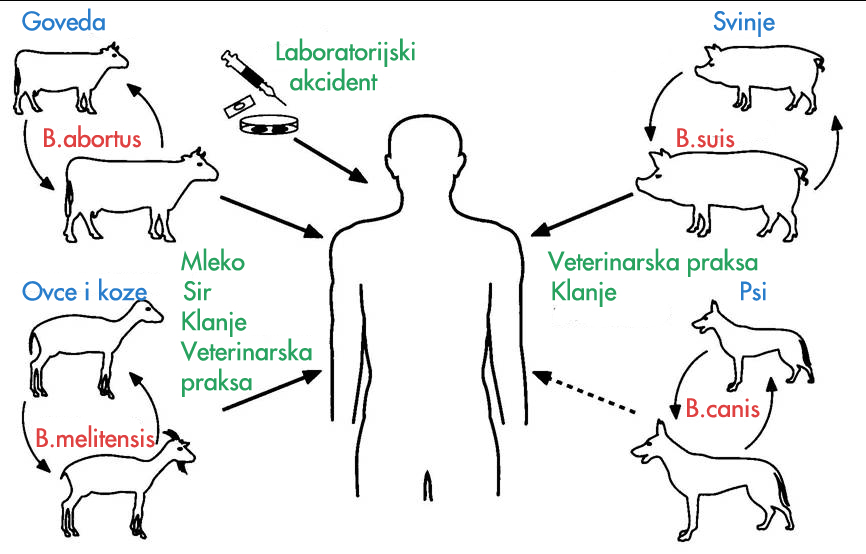 Goveda
B.abortus
Laboratorijski
akcident
Svinje
B.suis
Mleko
Sir
Klanje
Veterinarska
praksa
Ovce i koze
B.melitensis
Veterinarska praksa
Klanje
Psi
B.canis